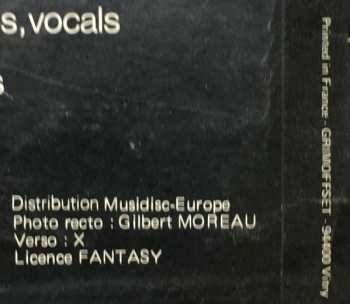 s, vocals
s
Distribution Musidisc-Europe
Photo recto : Gilbert MOREAU
Verso : X
Licence FANTASY
Printed in France - GRIMOFFSET - 94400 Vitry